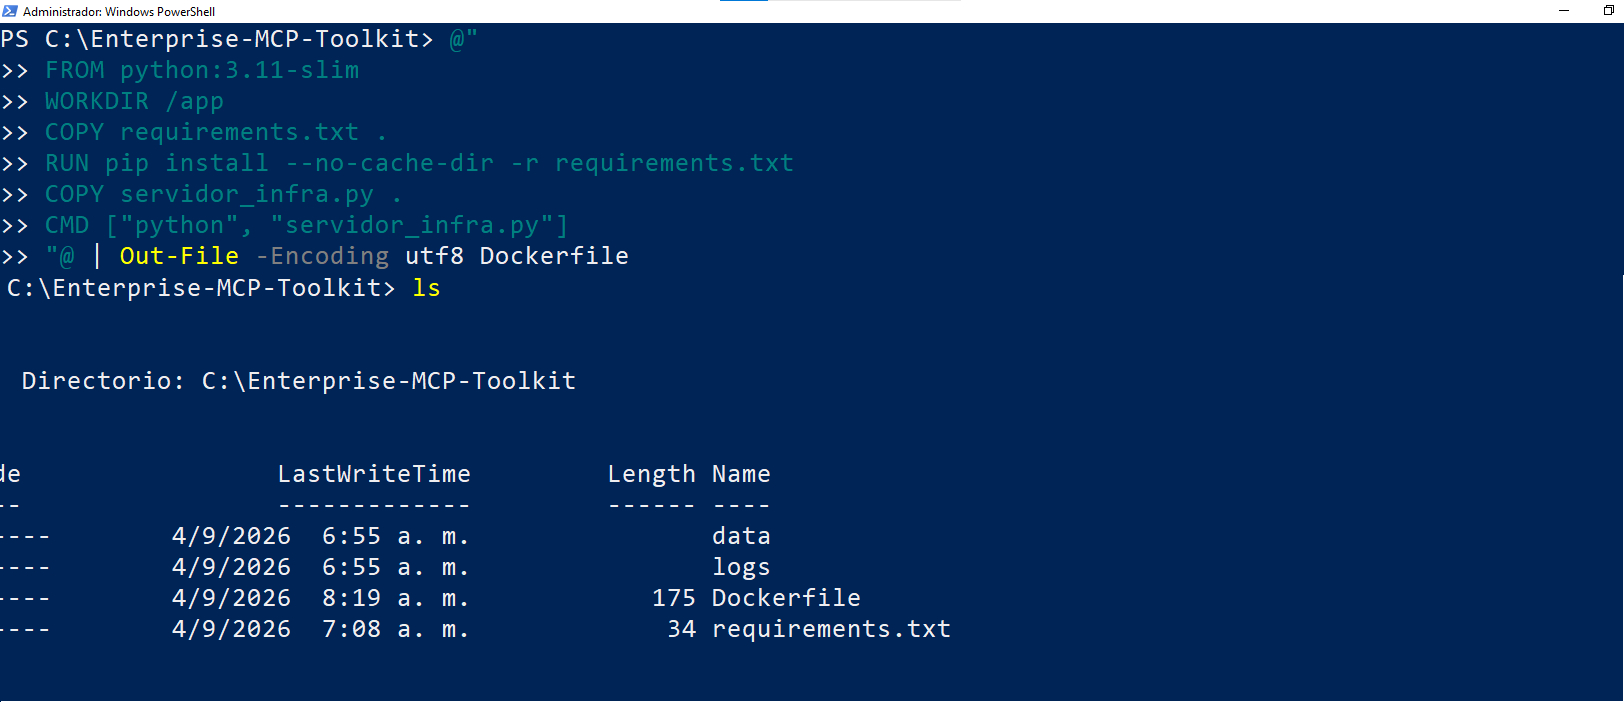 Administrador: Windows PowerShell
PS C:\Enterprise-MCP-Toolkit> @"
>> FROM python:3.11-slim
>> WORKDIR /app
>> COPY requirements.txt .
>> RUN pip install --no-cache-dir -r requirements.txt
>> COPY servidor_infra.py .
>> CMD ["python", "servidor_infra.py"]
>> "@ | Out-File -Encoding utf8 Dockerfile
C:\Enterprise-MCP-Toolkit> ls
Directorio: C:\Enterprise-MCP-Toolkit
de LastWriteTime Length Name
-- ------------- ------ ----
---- 4/9/2026 6:55 a. m. data
---- 4/9/2026 6:55 a. m. logs
---- 4/9/2026 8:19 a. m. 175 Dockerfile
---- 4/9/2026 7:08 a. m. 34 requirements.txt